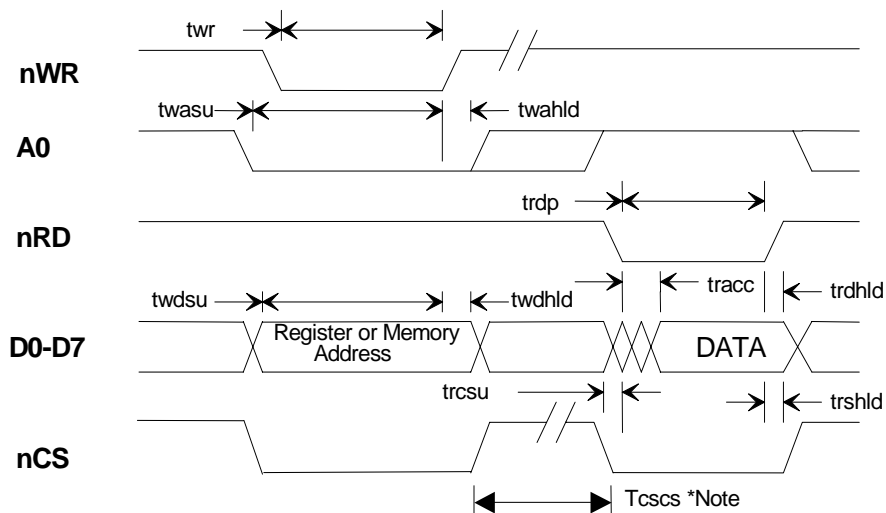 twr
nWR
twasu
twahld
A0
trdp
nRD
twdsu
twdhld
tracc
trdhld
D0-D7
Register or Memory
Address
DATA
trcsu
trshld
nCS
Tcscs *Note